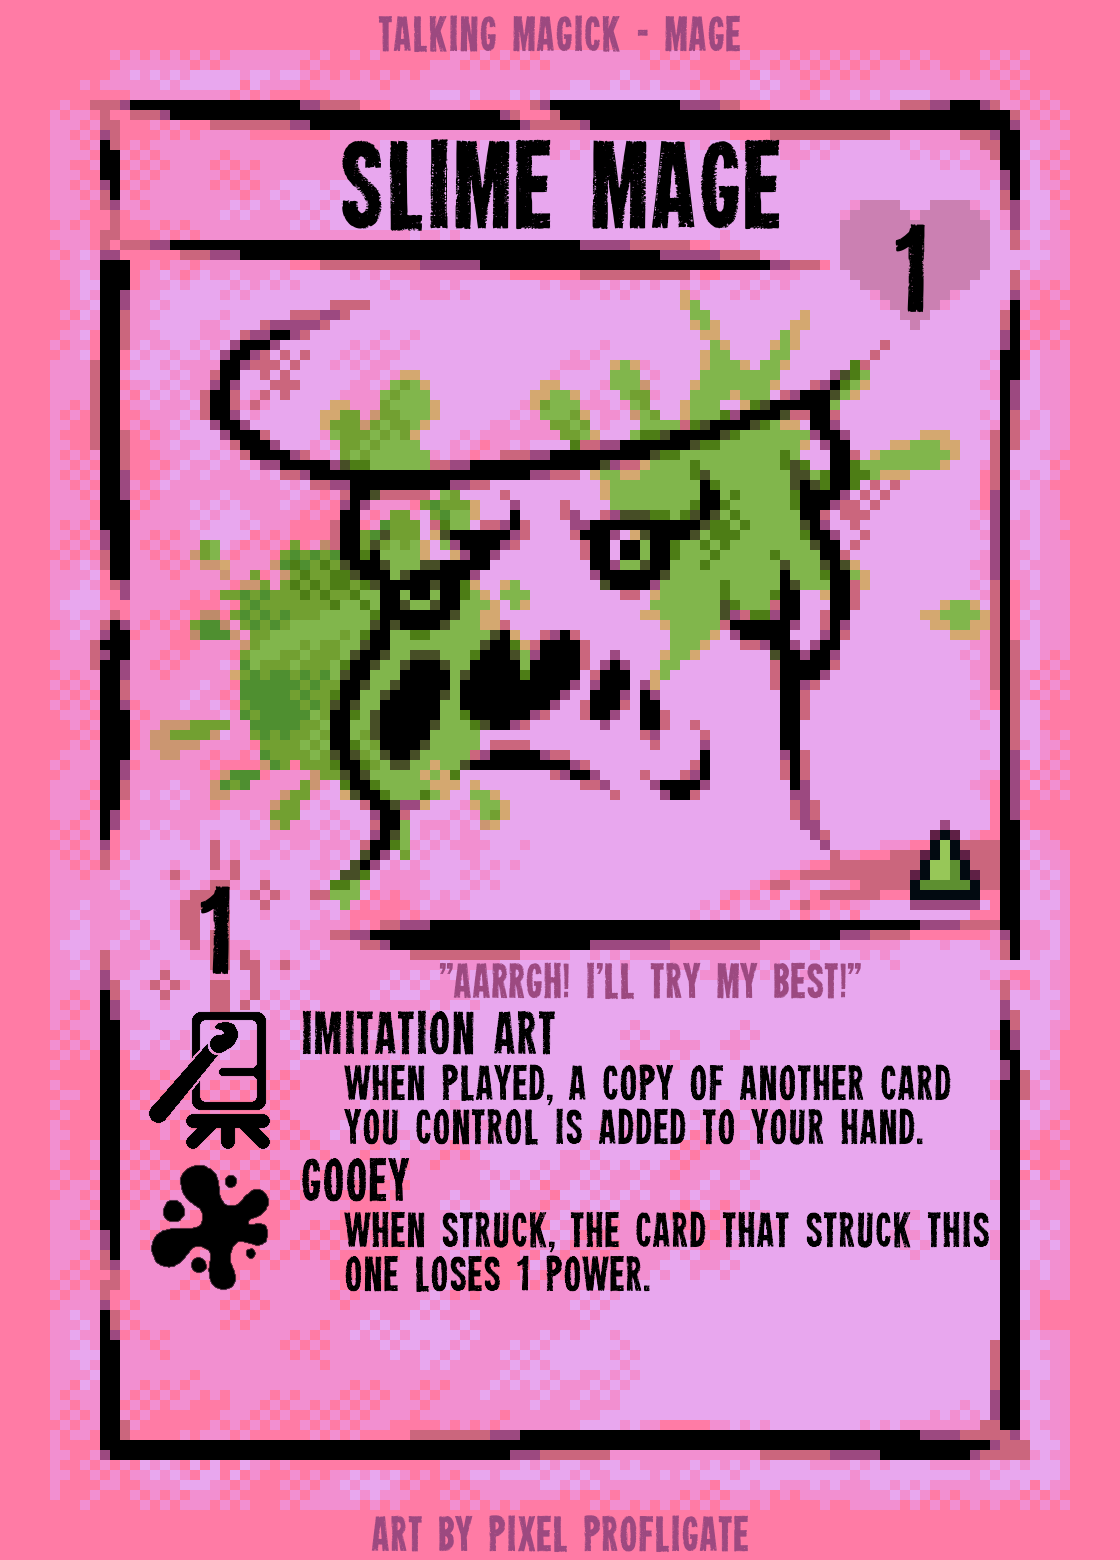 TALKING MAGICK - MAGE
SLIME MAGE
1
1
"AARRGH! I'LL TRY MY BEST!"
IMITATION ART
WHEN PLAYED, A COPY OF ANOTHER CARD
YOU CONTROL IS ADDED TO YOUR HAND.
GOOEY
WHEN STRUCK, THE CARD THAT STRUCK THIS
ONE LOSES 1 POWER.
ART BY PIXEL PROFLIGATE